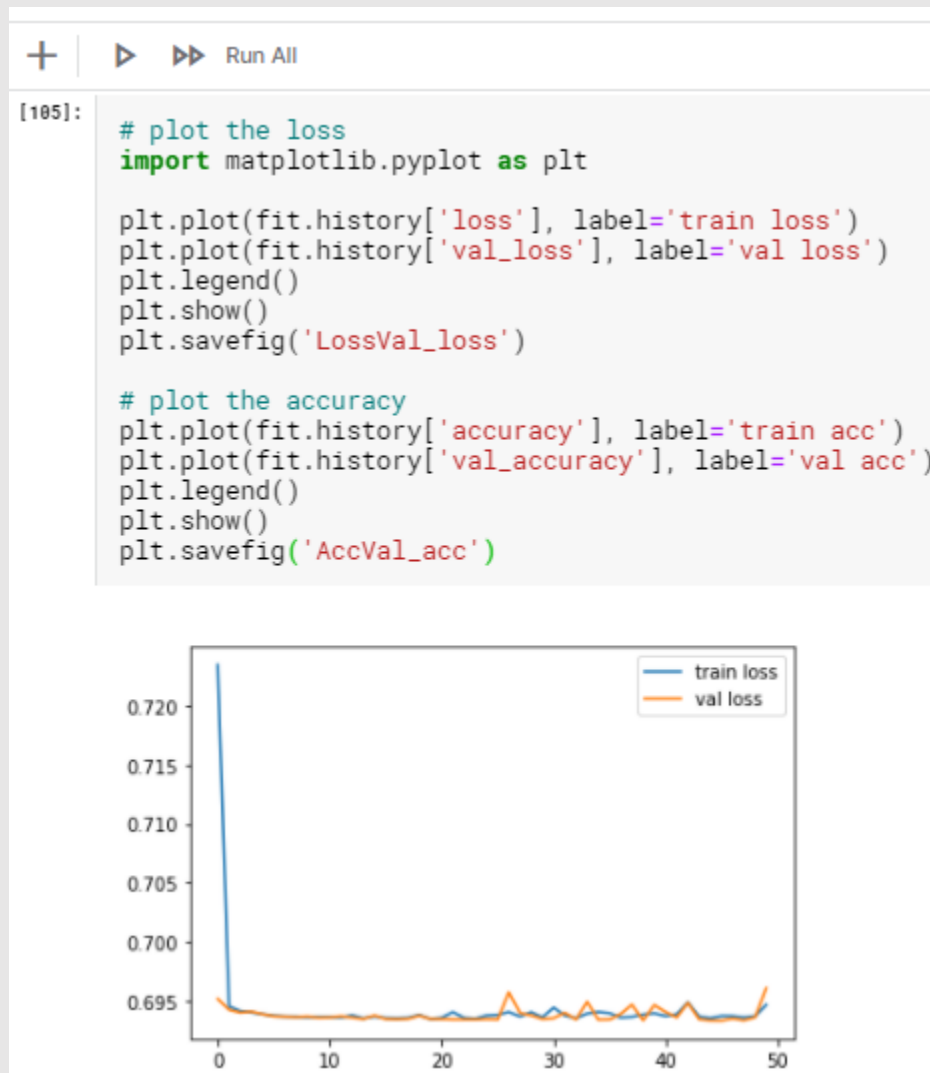 Run All
[105]:
# plot the loss
import matplotlib.pyplot as plt
plt.plot(fit.history['loss'], label='train loss')
plt.plot(fit.history['val_loss'], label='val loss')
plt.legend()
plt.show()
plt.savefig('LossVal_loss')
# plot the accuracy
plt.plot(fit.history['accuracy'], label='train acc')
plt.plot(fit.history['val_accuracy'], label='val acc')
plt.legend()
plt.show()
plt.savefig('AccVal_acc')
train loss
val loss
0.720
0.715
0.710
0.705
0.700
0.695
0 10 20 30 40 50